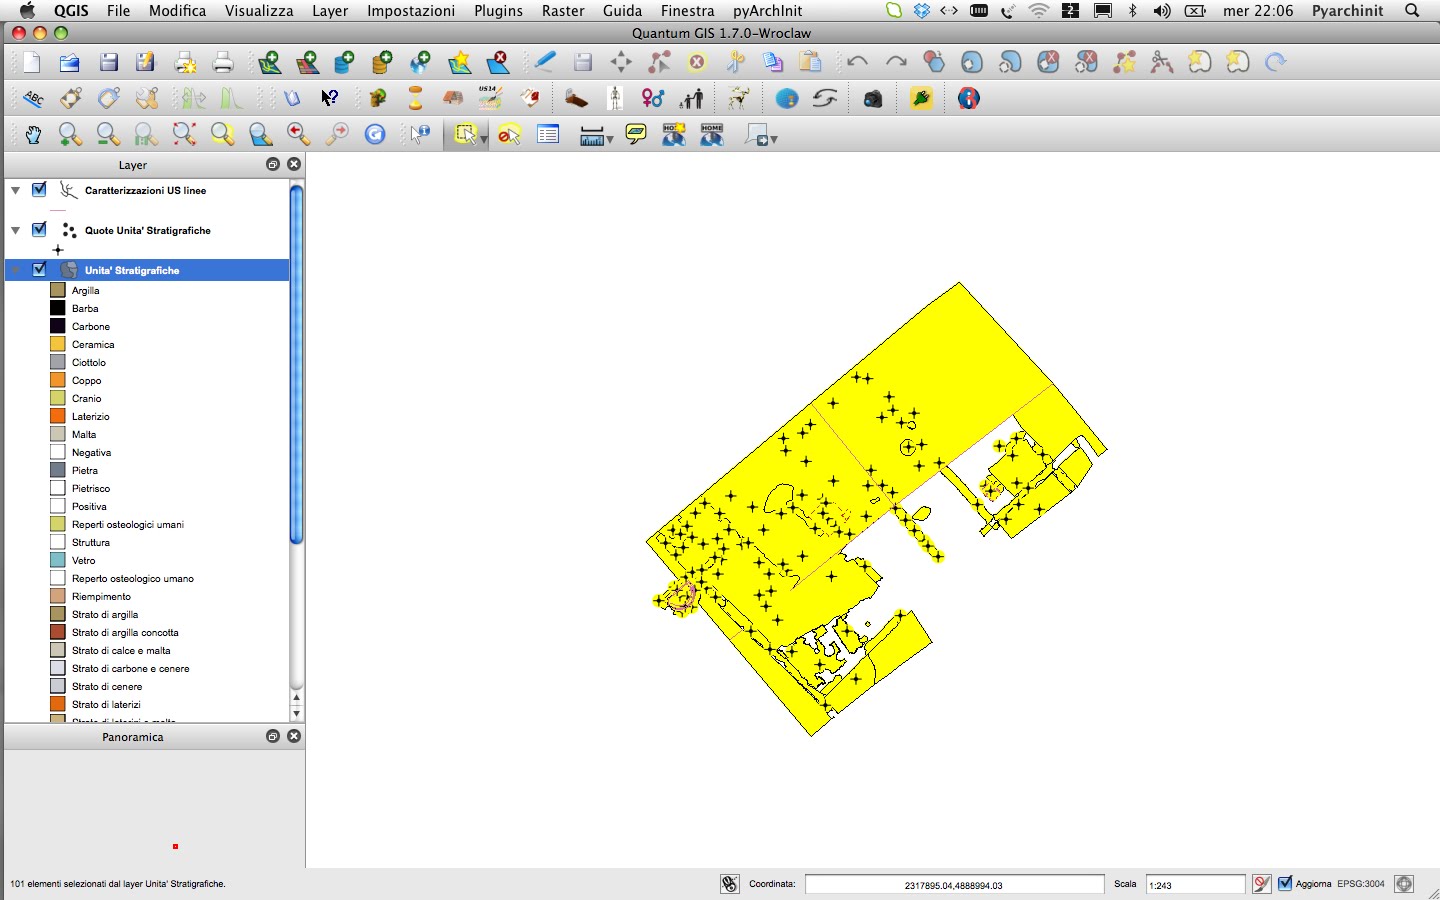 QGIS File Modifica Visualizza Layer Impostazioni Plugins Raster Guida Finestra pyArchInit 2 mer 22:06 Pyarchinit
Quantum GIS 1.7.0-Wroclaw
ABC US14
HOME
Layer
Caratterizzazioni US linee
Quote Unita' Stratigrafiche
Unita' Stratigrafiche
Argilla
Barba
Carbone
Ceramica
Ciottolo
Coppo
Cranio
Laterizio
Malta
Negativa
Pietra
Pietrisco
Positiva
Reperti osteologici umani
Struttura
Vetro
Reperto osteologico umano
Riempimento
Strato di argilla
Strato di argilla concotta
Strato di calce e malta
Strato di carbone e cenere
Strato di cenere
Strato di laterizi
Strato di laterizi e malta
Panoramica
101 elementi selezionati dal layer Unita' Stratigrafiche. Coordinata: 2317895.04,4888994.03 Scala 1:243 Aggiorna EPSG:3004